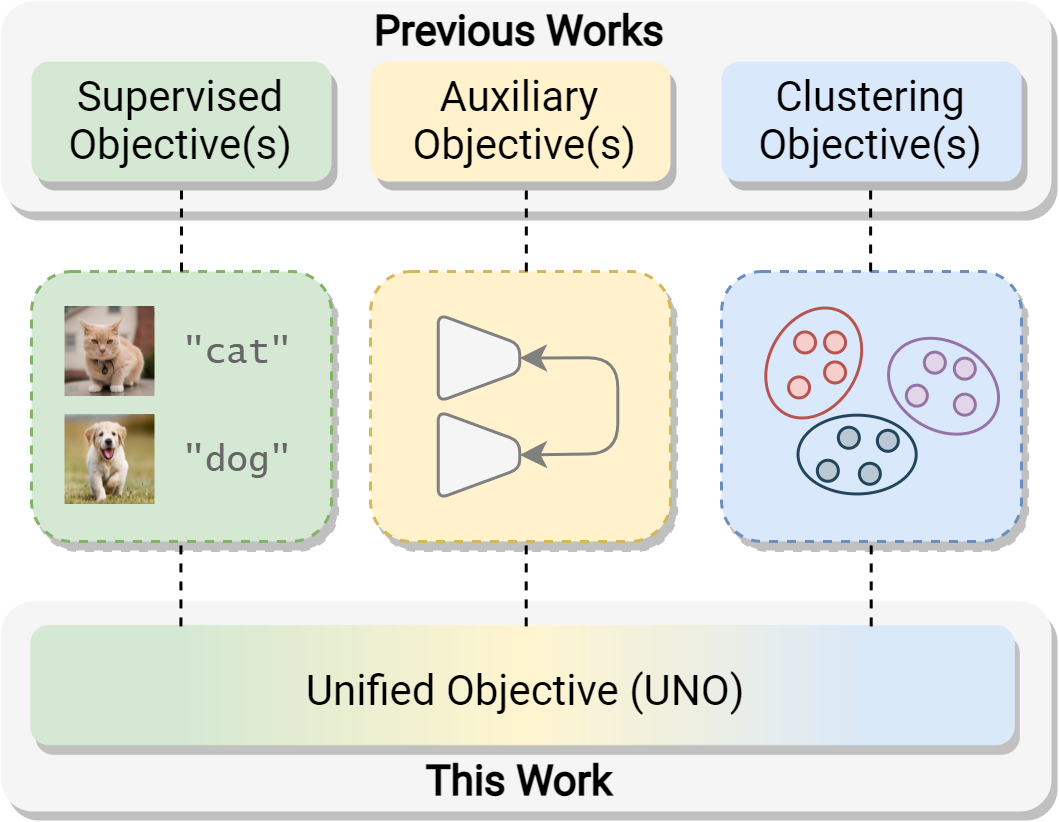 Previous Works
Supervised
Objective(s)
Auxiliary
Objective(s)
Clustering
Objective(s)
"cat"
"dog"
Unified Objective (UNO)
This Work